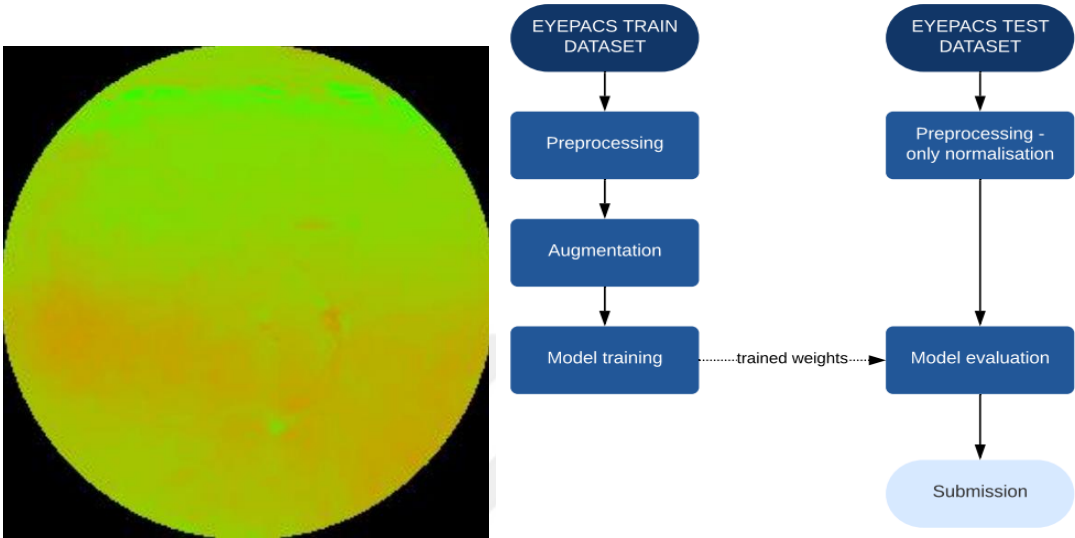 EYEPACS TRAIN
DATASET
Preprocessing
Augmentation
Model training
trained weights
EYEPACS TEST
DATASET
Preprocessing -
only normalisation
Model evaluation
Submission